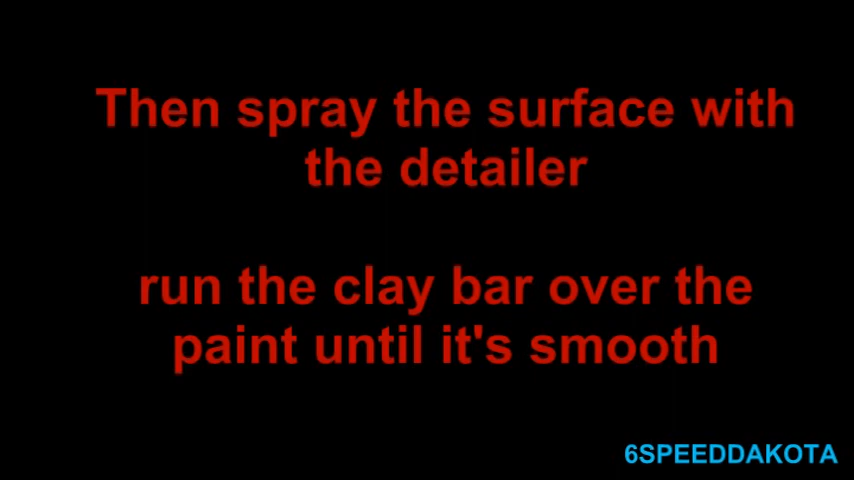 Then spray the surface with
the detailer
run the clay bar over the
paint until it's smooth
6SPEEDDAKOTA